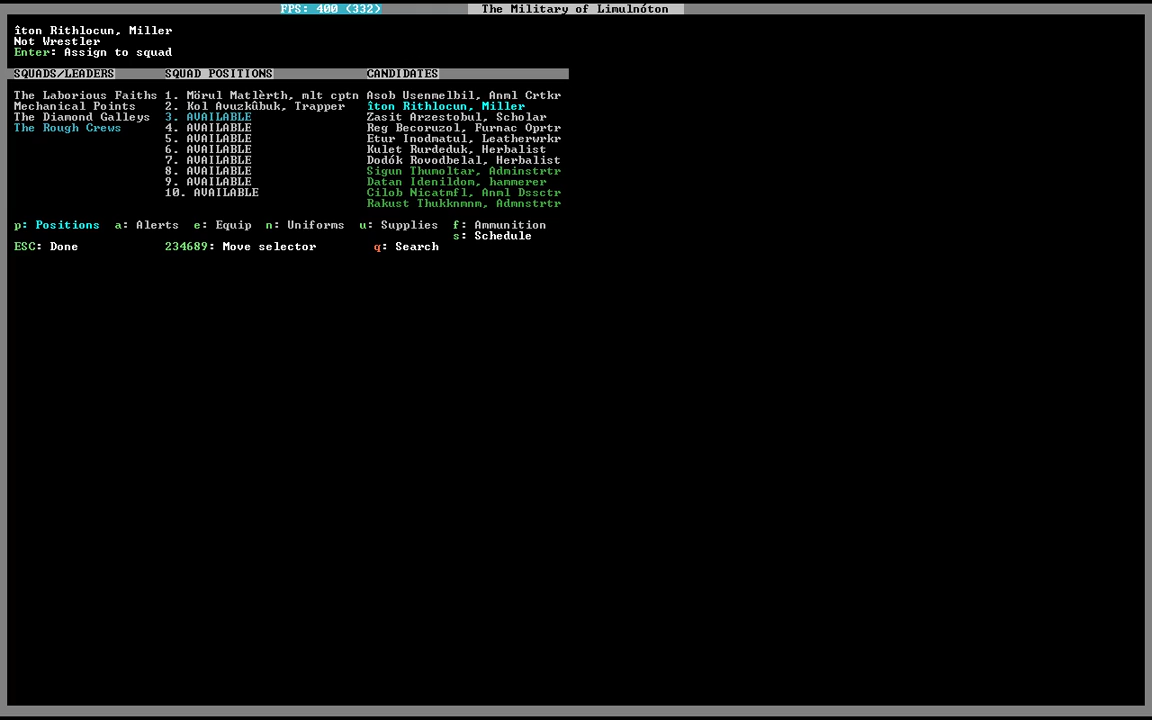 FPS: 400 (332) The Military of Limulnóton
îton Rithlocun, Miller
Not Wrestler
Enter: Assign to squad
SQUADS/LEADERS SQUAD POSITIONS CANDIDATES
The Laborious Faiths 1. Mörul Matlèrth, mlt cptn Asob Usenmelbil, Anml Crtkr
Mechanical Points 2. Kol Avuzkûbuk, Trapper îton Rithlocun, Miller
The Diamond Galleys 3. AVAILABLE Zasit Arzestobul, Scholar
The Rough Crews 4. AVAILABLE Reg Becoruzol, Furnac Oprtr
5. AVAILABLE Etur Inodmatul, Leatherwrkr
6. AVAILABLE Kulet Rurdeduk, Herbalist
7. AVAILABLE Dodók Rovodbelal, Herbalist
8. AVAILABLE Sigun Thumoltar, Adminstrtr
9. AVAILABLE Datan Idenildom, hammerer
10. AVAILABLE Cilob Nicatmfl, Anml Dssctr
Rakust Thukknmnm, Admnstrtr
p: Positions a: Alerts e: Equip n: Uniforms u: Supplies f: Ammunition
s: Schedule
ESC: Done 234689: Move selector q: Search